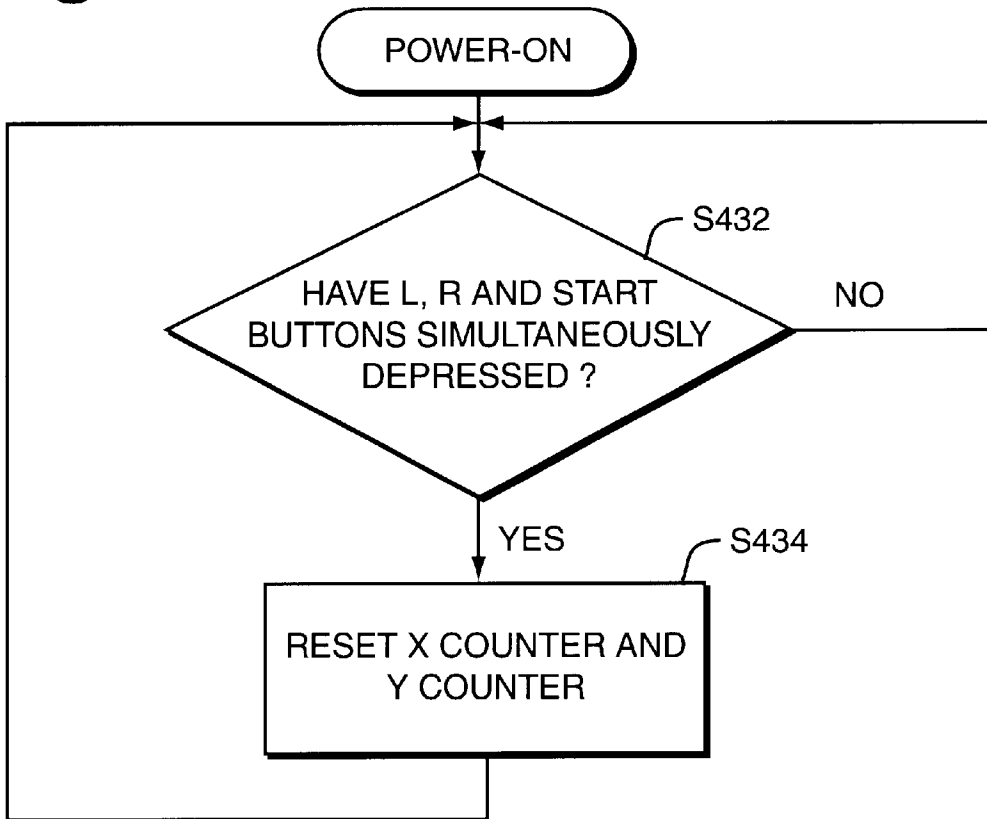 POWER-ON
S432
HAVE L, R AND START
BUTTONS SIMULTANEOUSLY
DEPRESSED ?
NO
YES
S434
RESET X COUNTER AND
Y COUNTER